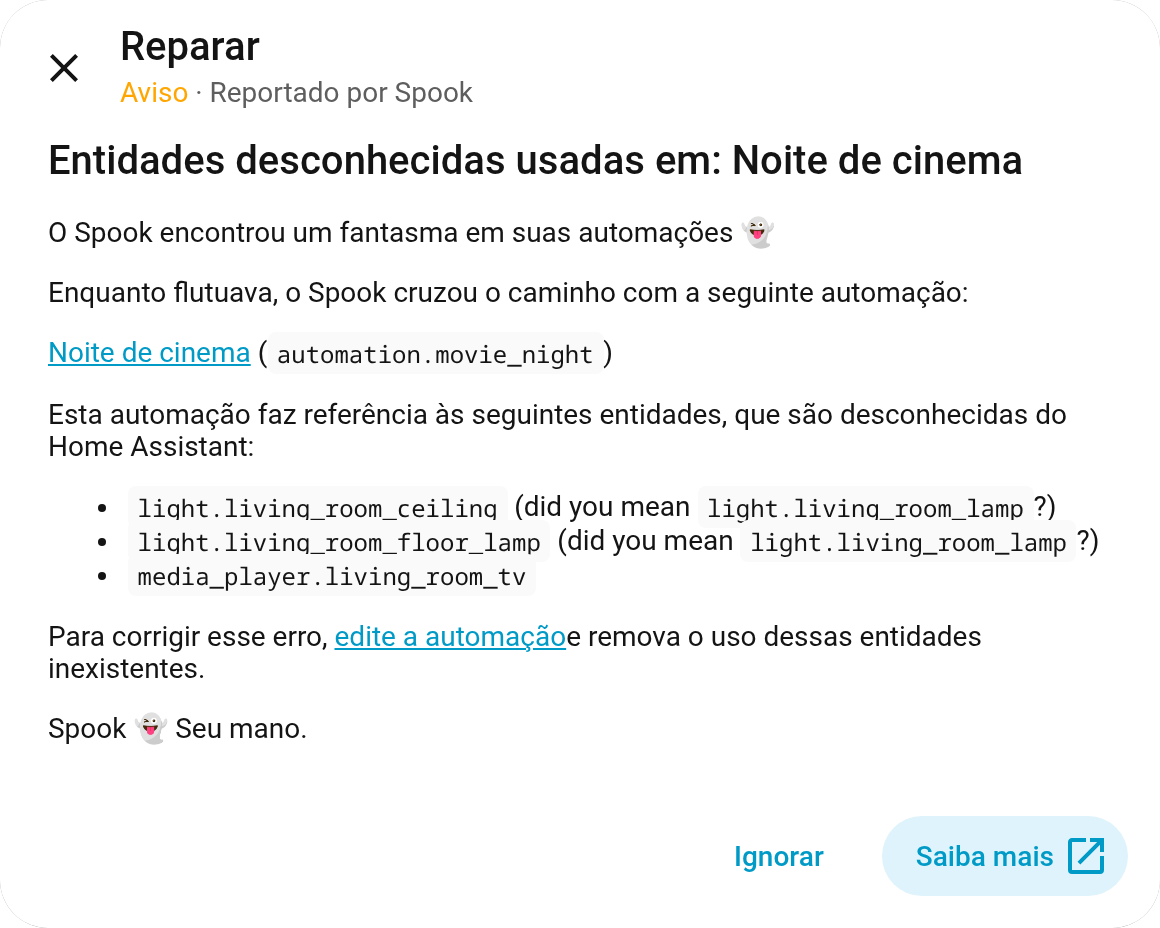 Reparar
Aviso · Reportado por Spook
Entidades desconhecidas usadas em: Noite de cinema
O Spook encontrou um fantasma em suas automações 👻
Enquanto flutuava, o Spook cruzou o caminho com a seguinte automação:
Noite de cinema ( automation.movie_night )
Esta automação faz referência às seguintes entidades, que são desconhecidas do
Home Assistant:
• light.living_room_ceiling (did you mean light.living_room_lamp ?)
• light.living_room_floor_lamp (did you mean light.living_room_lamp ?)
• media_player.living_room_tv
Para corrigir esse erro, edite a automaçãoe remova o uso dessas entidades
inexistentes.
Spook 👻 Seu mano.
Ignorar
Saiba mais